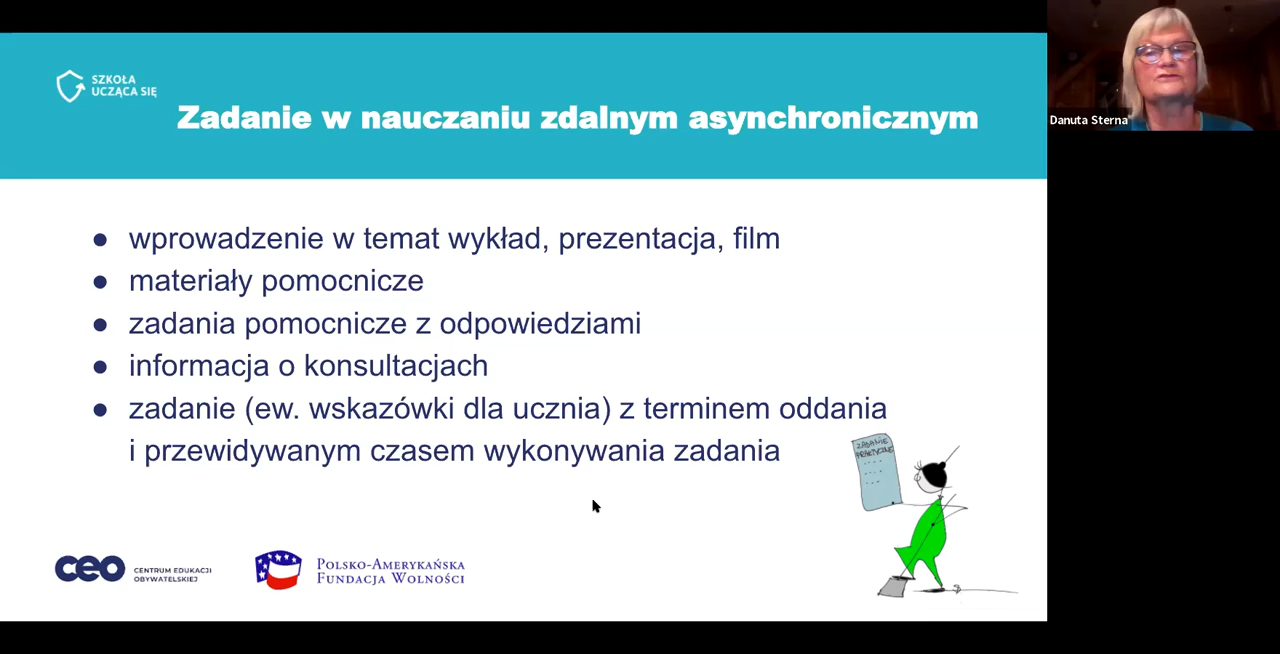 SZKOŁA
UCZĄCA SIĘ
Zadanie w nauczaniu zdalnym asynchronicznym
Danuta Sterna
● wprowadzenie w temat wykład, prezentacja, film
● materiały pomocnicze
● zadania pomocnicze z odpowiedziami
● informacja o konsultacjach
● zadanie (ew. wskazówki dla ucznia) z terminem oddania
i przewidywanym czasem wykonywania zadania
ZADANIE
PRAKTYCZNE
ceo
CENTRUM EDUKACJI
OBYWATELSKIEJ
POLSKO-AMERYKAŃSKA
FUNDACJA WOLNOŚCI